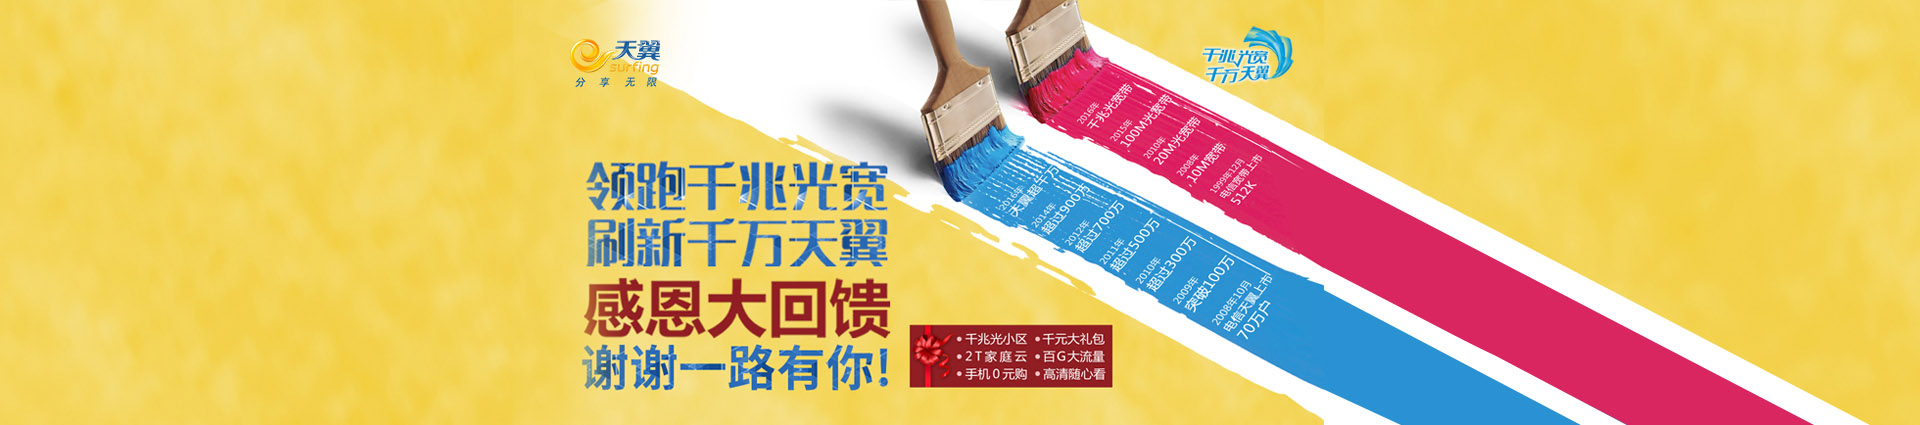 天翼
surfing
分享无限
千兆光宽
千万天翼
领跑千兆光宽
刷新千万天翼
感恩大回馈
谢谢一路有你!
•千兆光小区 •千元大礼包
•2T家庭云 •百G大流量
•手机0元购 •高清随心看
2016年
千兆光宽带
2015年
100M光宽带
2010年
20M光宽带
2008年
10M宽带
1999年12月
电信宽带上市
512K
2016年
天翼超千万
2014年
超过900万
2012年
超过700万
2011年
超过500万
2010年
超过300万
2009年
突破100万
2008年10月
电信天翼上市
70万户